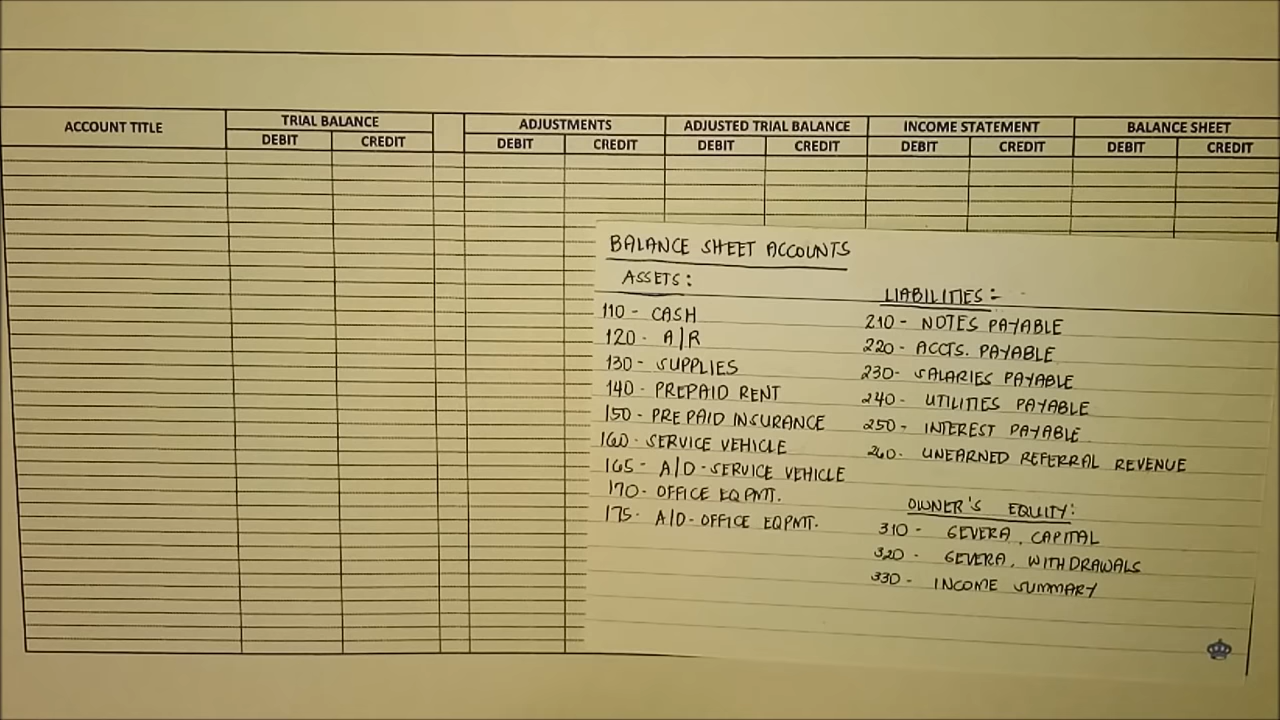 ACCOUNT TITLE TRIAL BALANCE ADJUSTMENTS ADJUSTED TRIAL BALANCE INCOME STATEMENT BALANCE SHEET
DEBIT CREDIT DEBIT CREDIT DEBIT CREDIT DEBIT CREDIT DEBIT CREDIT
BALANCE SHEET ACCOUNTS
ASSETS:
110 - CASH
120 - A/R
130 - SUPPLIES
140 - PREPAID RENT
150 - PREPAID INSURANCE
160 - SERVICE VEHICLE
165 - A/D - SERVICE VEHICLE
170 - OFFICE EQPMT.
175 - A/D - OFFICE EQPMT.
LIABILITIES:
210 - NOTES PAYABLE
220 - ACCTS. PAYABLE
230 - SALARIES PAYABLE
240 - UTILITIES PAYABLE
250 - INTEREST PAYABLE
260 - UNEARNED REFERRAL REVENUE
OWNER'S EQUITY:
310 - GEVERA, CAPITAL
320 - GEVERA, WITHDRAWALS
330 - INCOME SUMMARY